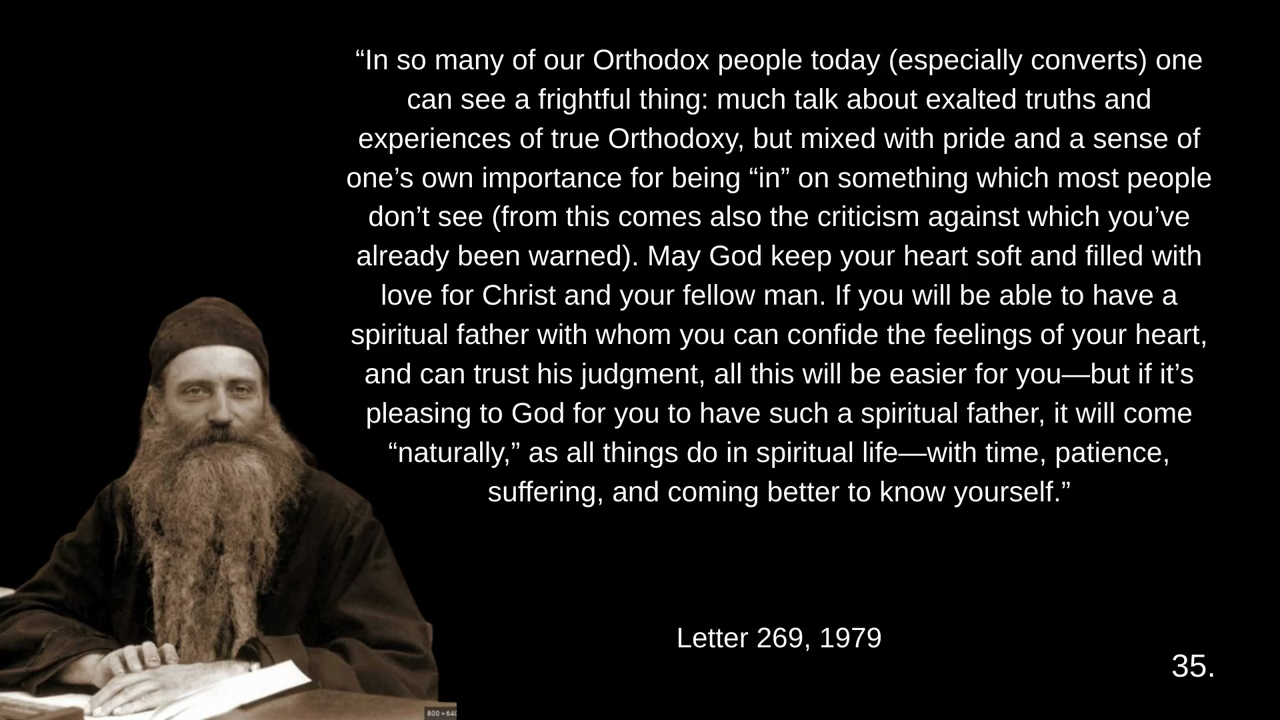 “In so many of our Orthodox people today (especially converts) one
can see a frightful thing: much talk about exalted truths and
experiences of true Orthodoxy, but mixed with pride and a sense of
one’s own importance for being “in” on something which most people
don’t see (from this comes also the criticism against which you’ve
already been warned). May God keep your heart soft and filled with
love for Christ and your fellow man. If you will be able to have a
spiritual father with whom you can confide the feelings of your heart,
and can trust his judgment, all this will be easier for you—but if it’s
pleasing to God for you to have such a spiritual father, it will come
“naturally,” as all things do in spiritual life—with time, patience,
suffering, and coming better to know yourself.”
Letter 269, 1979
35.
800 × 640